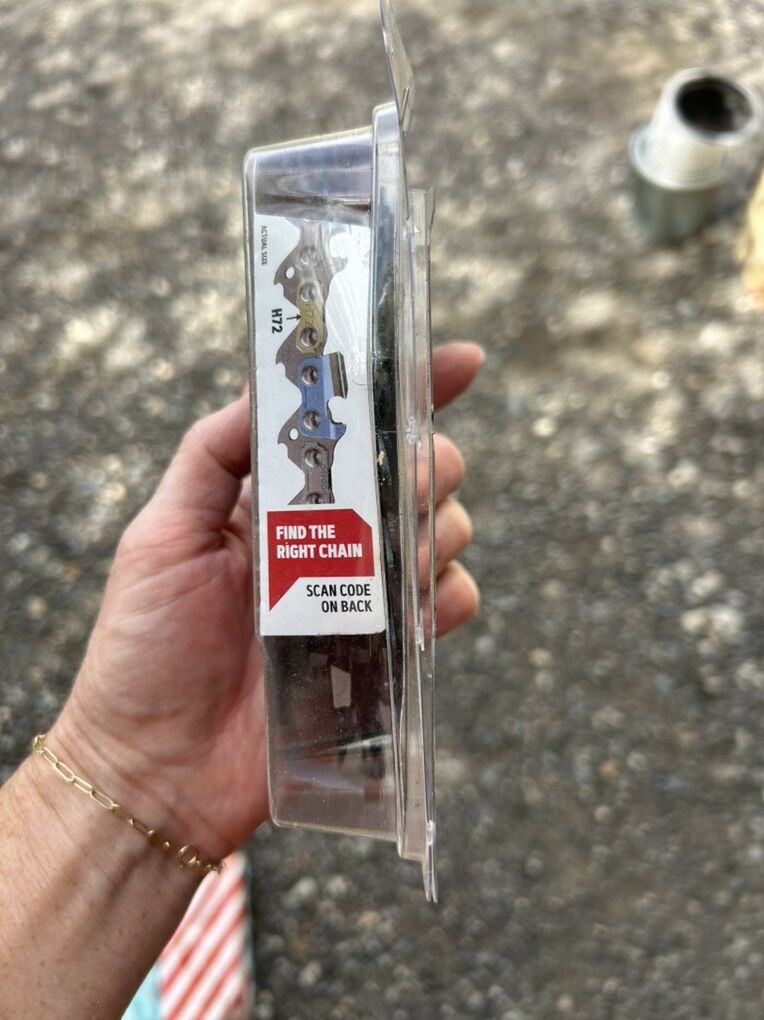 ACTUAL SIZE
H72
FIND THE
RIGHT CHAIN
SCAN CODE
ON BACK